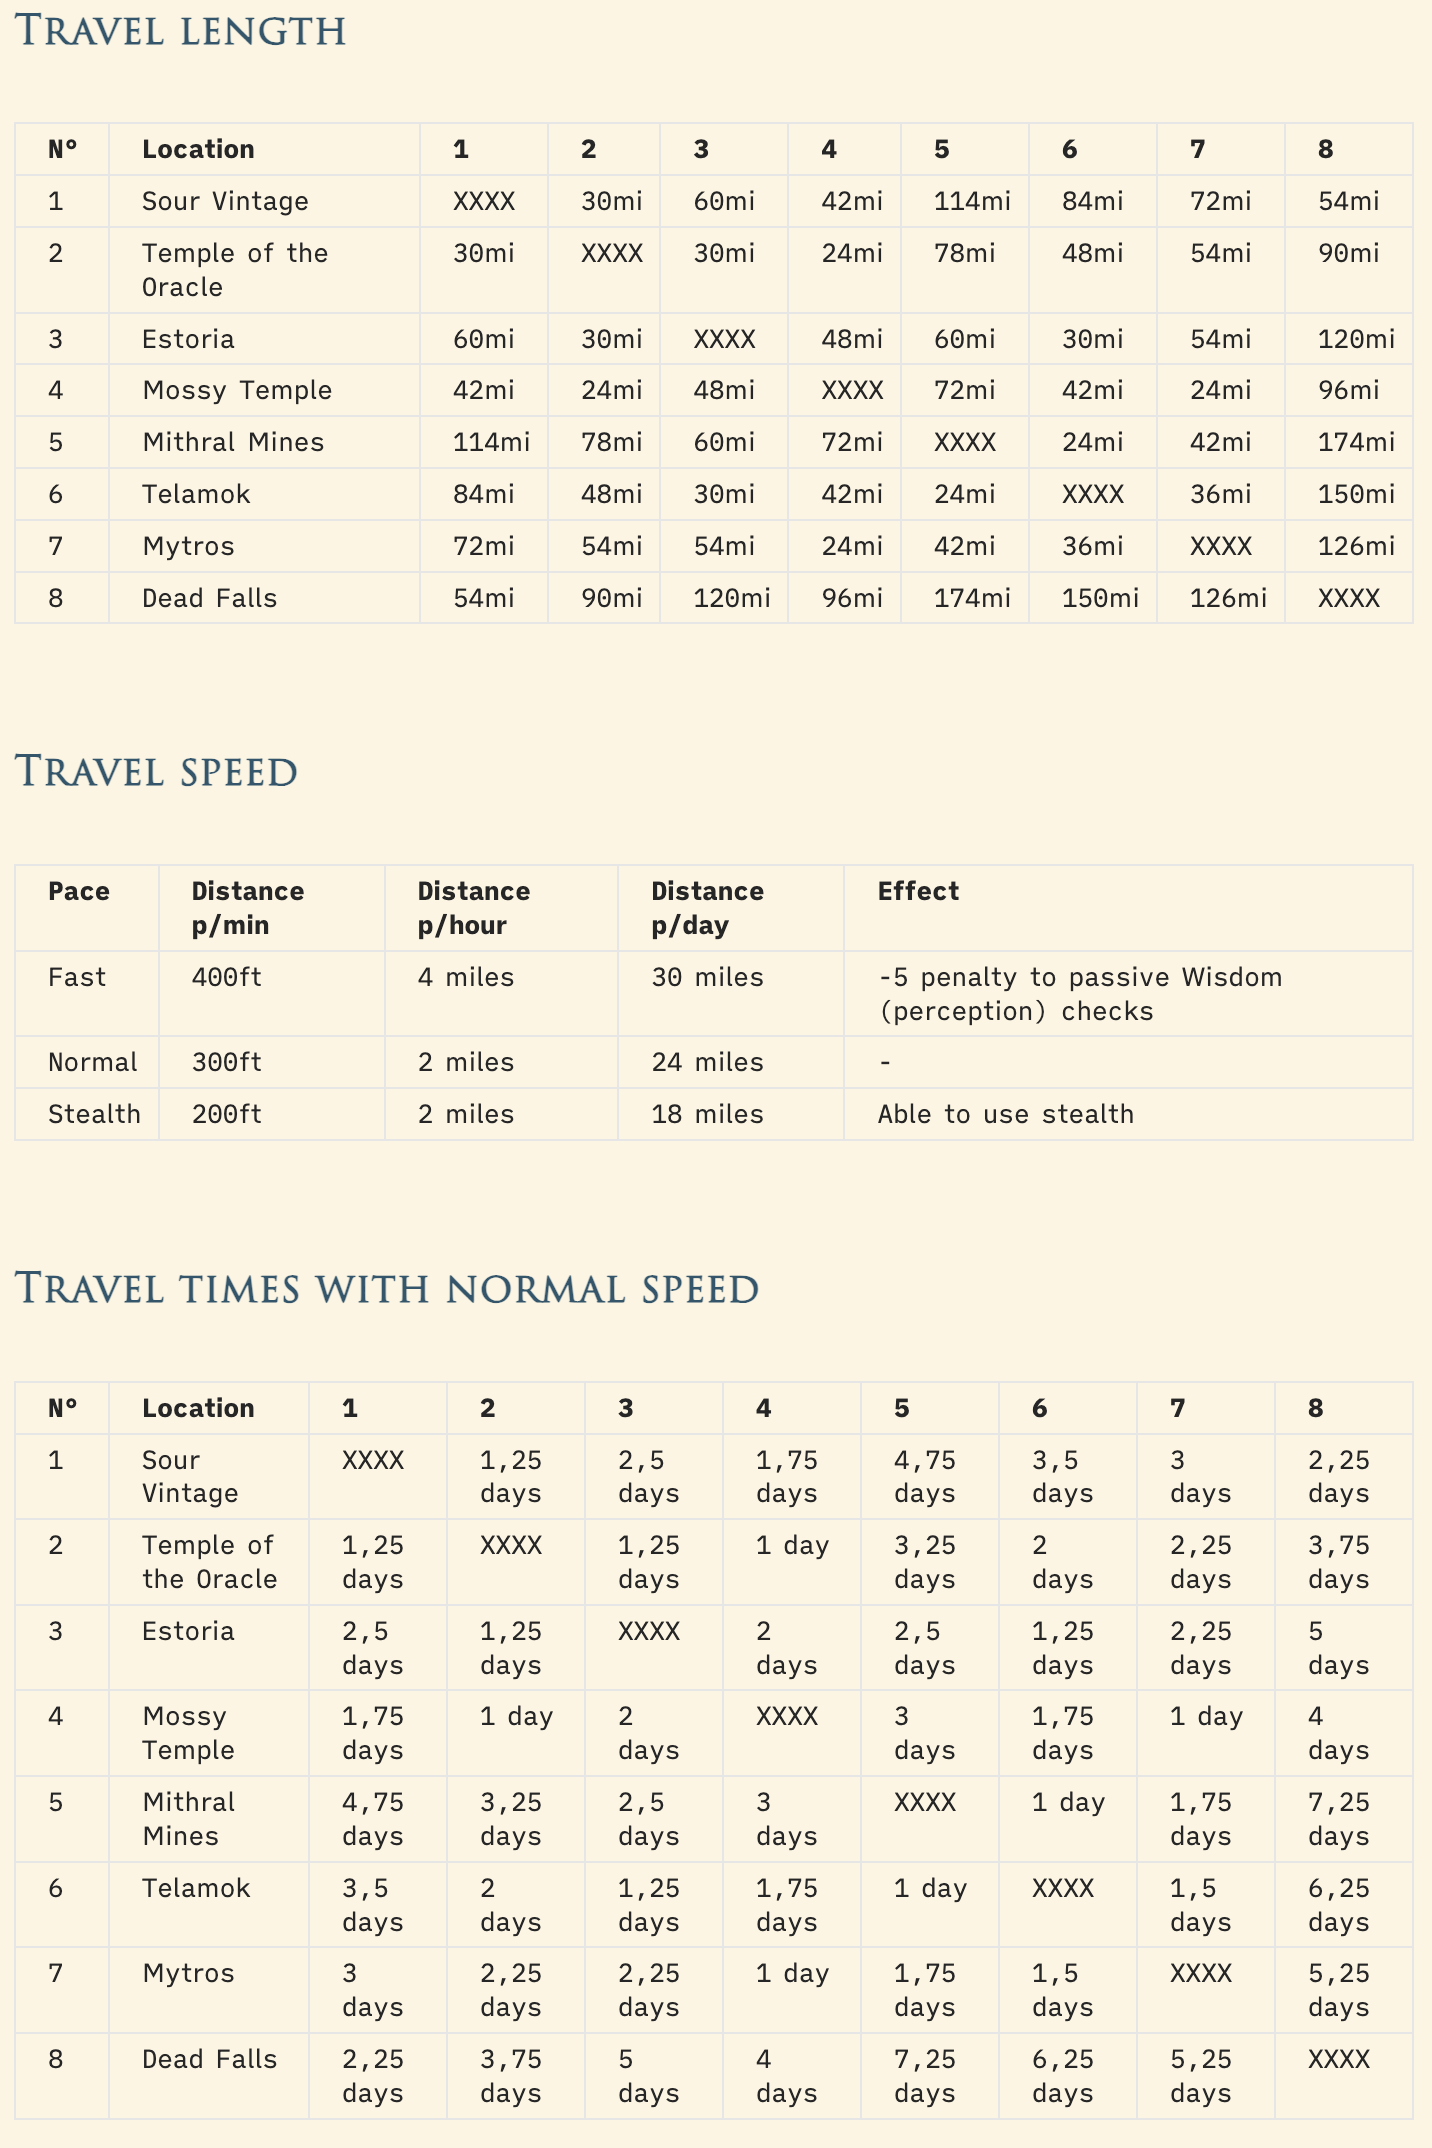 Travel length
N° Location 1 2 3 4 5 6 7 8
1 Sour Vintage XXXX 30mi 60mi 42mi 114mi 84mi 72mi 54mi
2 Temple of the 30mi XXXX 30mi 24mi 78mi 48mi 54mi 90mi
Oracle
3 Estoria 60mi 30mi XXXX 48mi 60mi 30mi 54mi 120mi
4 Mossy Temple 42mi 24mi 48mi XXXX 72mi 42mi 24mi 96mi
5 Mithral Mines 114mi 78mi 60mi 72mi XXXX 24mi 42mi 174mi
6 Telamok 84mi 48mi 30mi 42mi 24mi XXXX 36mi 150mi
7 Mytros 72mi 54mi 54mi 24mi 42mi 36mi XXXX 126mi
8 Dead Falls 54mi 90mi 120mi 96mi 174mi 150mi 126mi XXXX
Travel speed
Pace Distance Distance Distance Effect
p/min p/hour p/day
Fast 400ft 4 miles 30 miles -5 penalty to passive Wisdom
(perception) checks
Normal 300ft 2 miles 24 miles -
Stealth 200ft 2 miles 18 miles Able to use stealth
Travel times with normal speed
N° Location 1 2 3 4 5 6 7 8
1 Sour XXXX 1,25 2,5 1,75 4,75 3,5 3 2,25
Vintage days days days days days days days
2 Temple of 1,25 XXXX 1,25 1 day 3,25 2 2,25 3,75
the Oracle days days days days days days
3 Estoria 2,5 1,25 XXXX 2 2,5 1,25 2,25 5
days days days days days days days
4 Mossy 1,75 1 day 2 XXXX 3 1,75 1 day 4
Temple days days days days days
5 Mithral 4,75 3,25 2,5 3 XXXX 1 day 1,75 7,25
Mines days days days days days days
6 Telamok 3,5 2 1,25 1,75 1 day XXXX 1,5 6,25
days days days days days days
7 Mytros 3 2,25 2,25 1 day 1,75 1,5 XXXX 5,25
days days days days days days
8 Dead Falls 2,25 3,75 5 4 7,25 6,25 5,25 XXXX
days days days days days days days